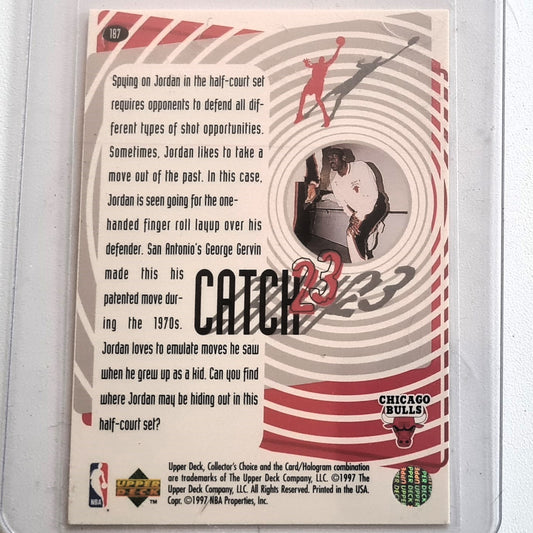 187
Spying on Jordan in the half-court set
requires opponents to defend all dif-
ferent types of shot opportunities.
Sometimes, Jordan likes to take a
move out of the past. In this case,
Jordan is seen going for the one-
handed finger roll layup over his
defender. San Antonio's George Gervin
made this his
patented move dur-
ing the 1970s.
Jordan loves to emulate moves he saw
when he grew up as a kid. Can you find
where Jordan may be hiding out in this
half-court set?
CATCH 23 23
CHICAGO
BULLS
NBA
UPPER
DECK
TM
Upper Deck, Collector's Choice and the Card/Hologram combination
are trademarks of The Upper Deck Company, LLC. ©1997 The
Upper Deck Company, LLC. All Rights Reserved. Printed in the USA.
Copr. ©1997 NBA Properties, Inc.